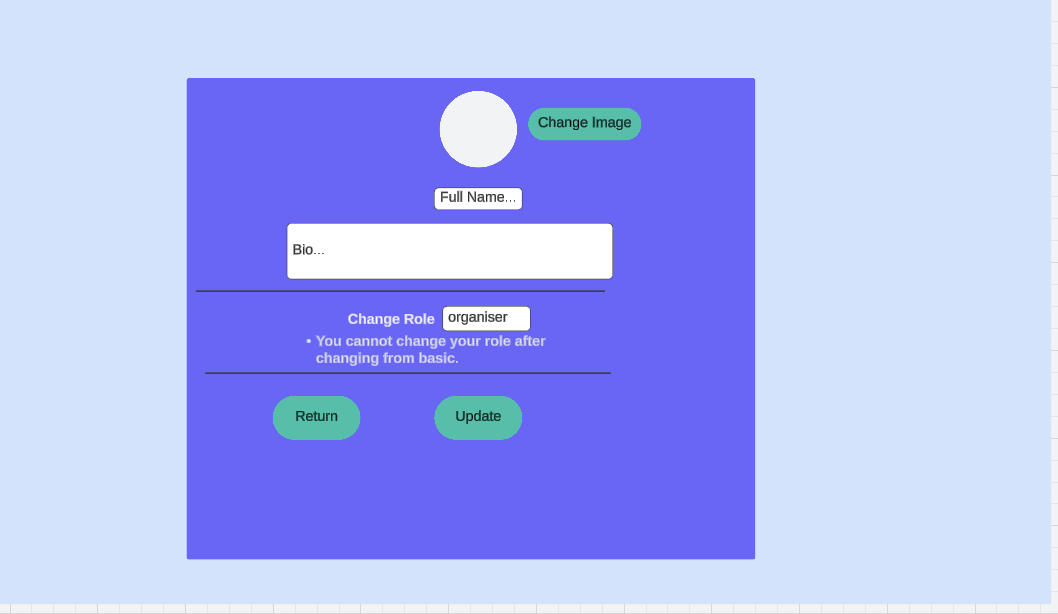 Change Image
Full Name...
Bio...
Change Role organiser
• You cannot change your role after
changing from basic.
Return Update